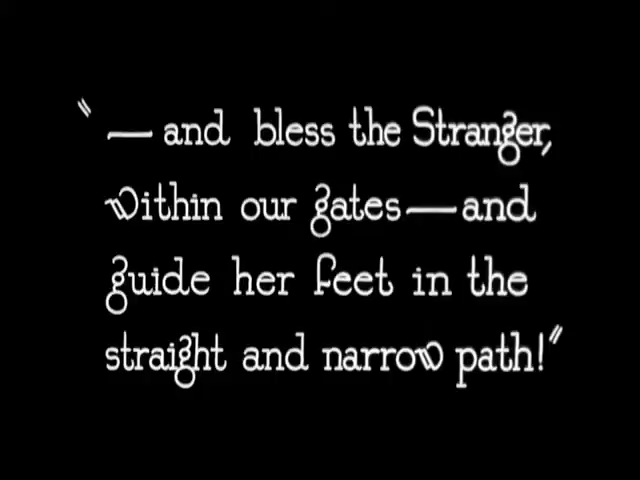 "— and bless the Stranger,
within our gates — and
guide her feet in the
straight and narrow path!"